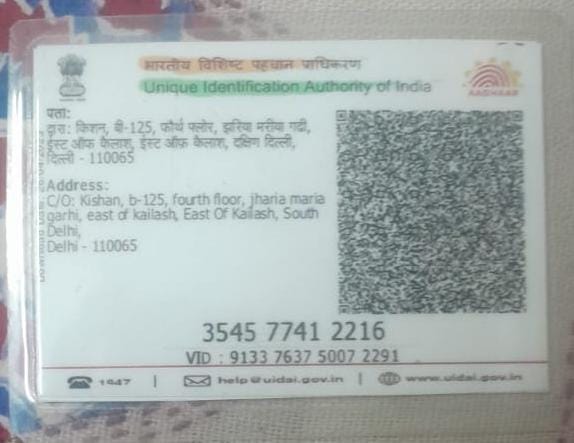 भारतीय विशिष्ट पहचान प्राधिकरण
Unique Identification Authority of India
AADHAAR
पता:
द्वारा: किशन, बी-125, फौर्थ फ्लोर, झरिया मरीया गढी,
ईस्ट ऑफ कैलाश, ईस्ट ऑफ़ कैलाश, दक्षिण दिल्ली,
दिल्ली - 110065
Address:
C/O: Kishan, b-125, fourth floor, jharia maria
garhi, east of kailash, East Of Kailash, South
Delhi,
Delhi - 110065
3545 7741 2216
VID : 9133 7637 5007 2291
1947 | help@uidai.gov.in | www.uidai.gov.in